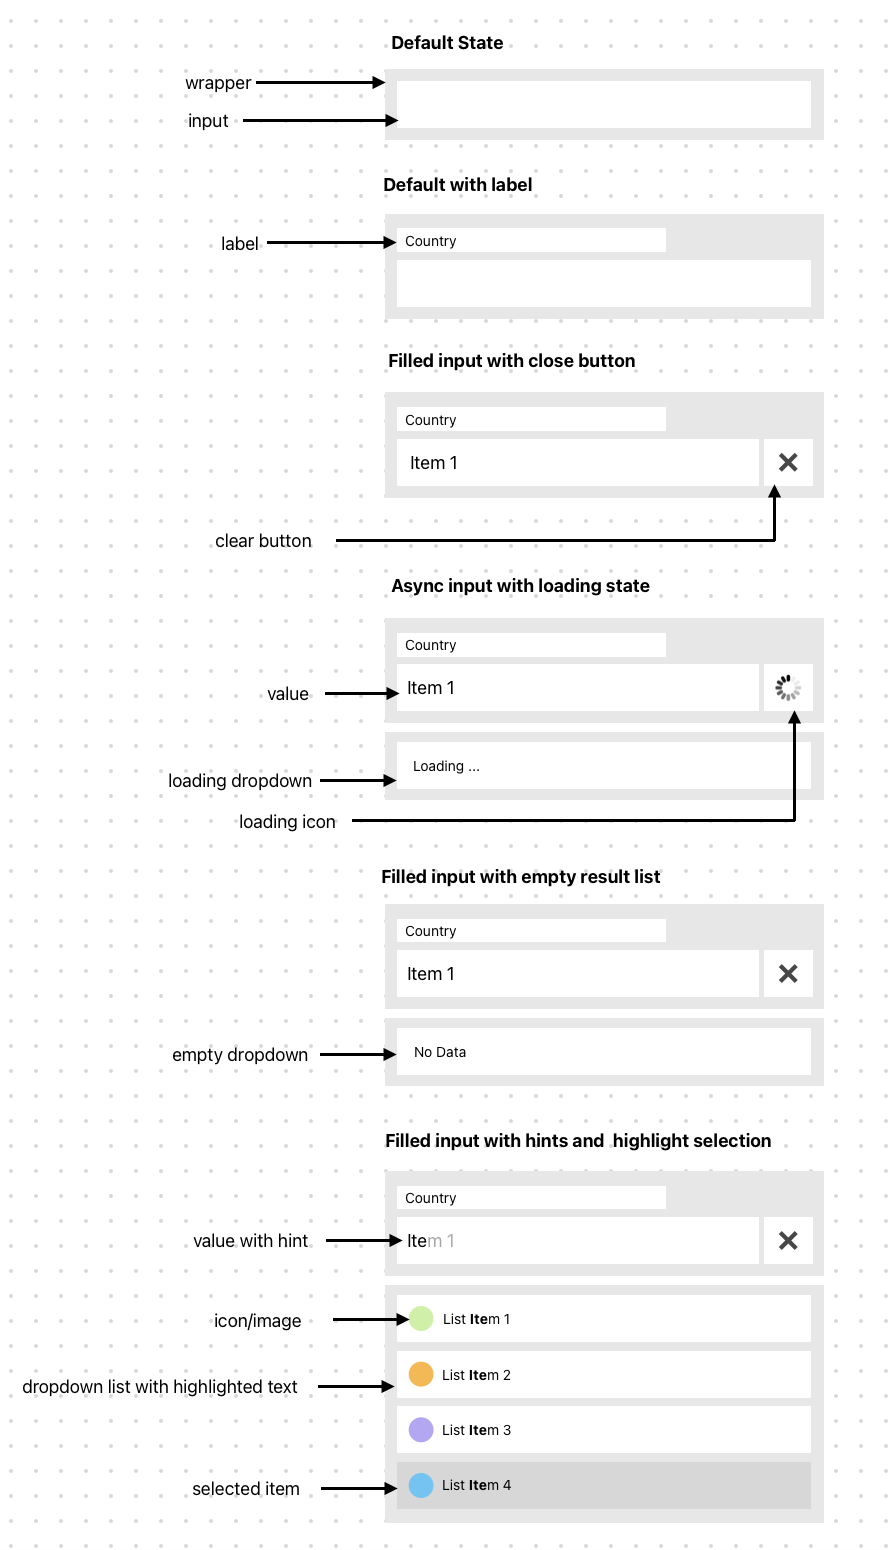 Default State
wrapper
input
Default with label
label
Country
Filled input with close button
Country
Item 1
clear button
Async input with loading state
Country
value
Item 1
Loading ...
loading dropdown
loading icon
Filled input with empty result list
Country
Item 1
empty dropdown
No Data
Filled input with hints and highlight selection
Country
value with hint
Item 1
icon/image
List Item 1
List Item 2
dropdown list with highlighted text
List Item 3
List Item 4
selected item